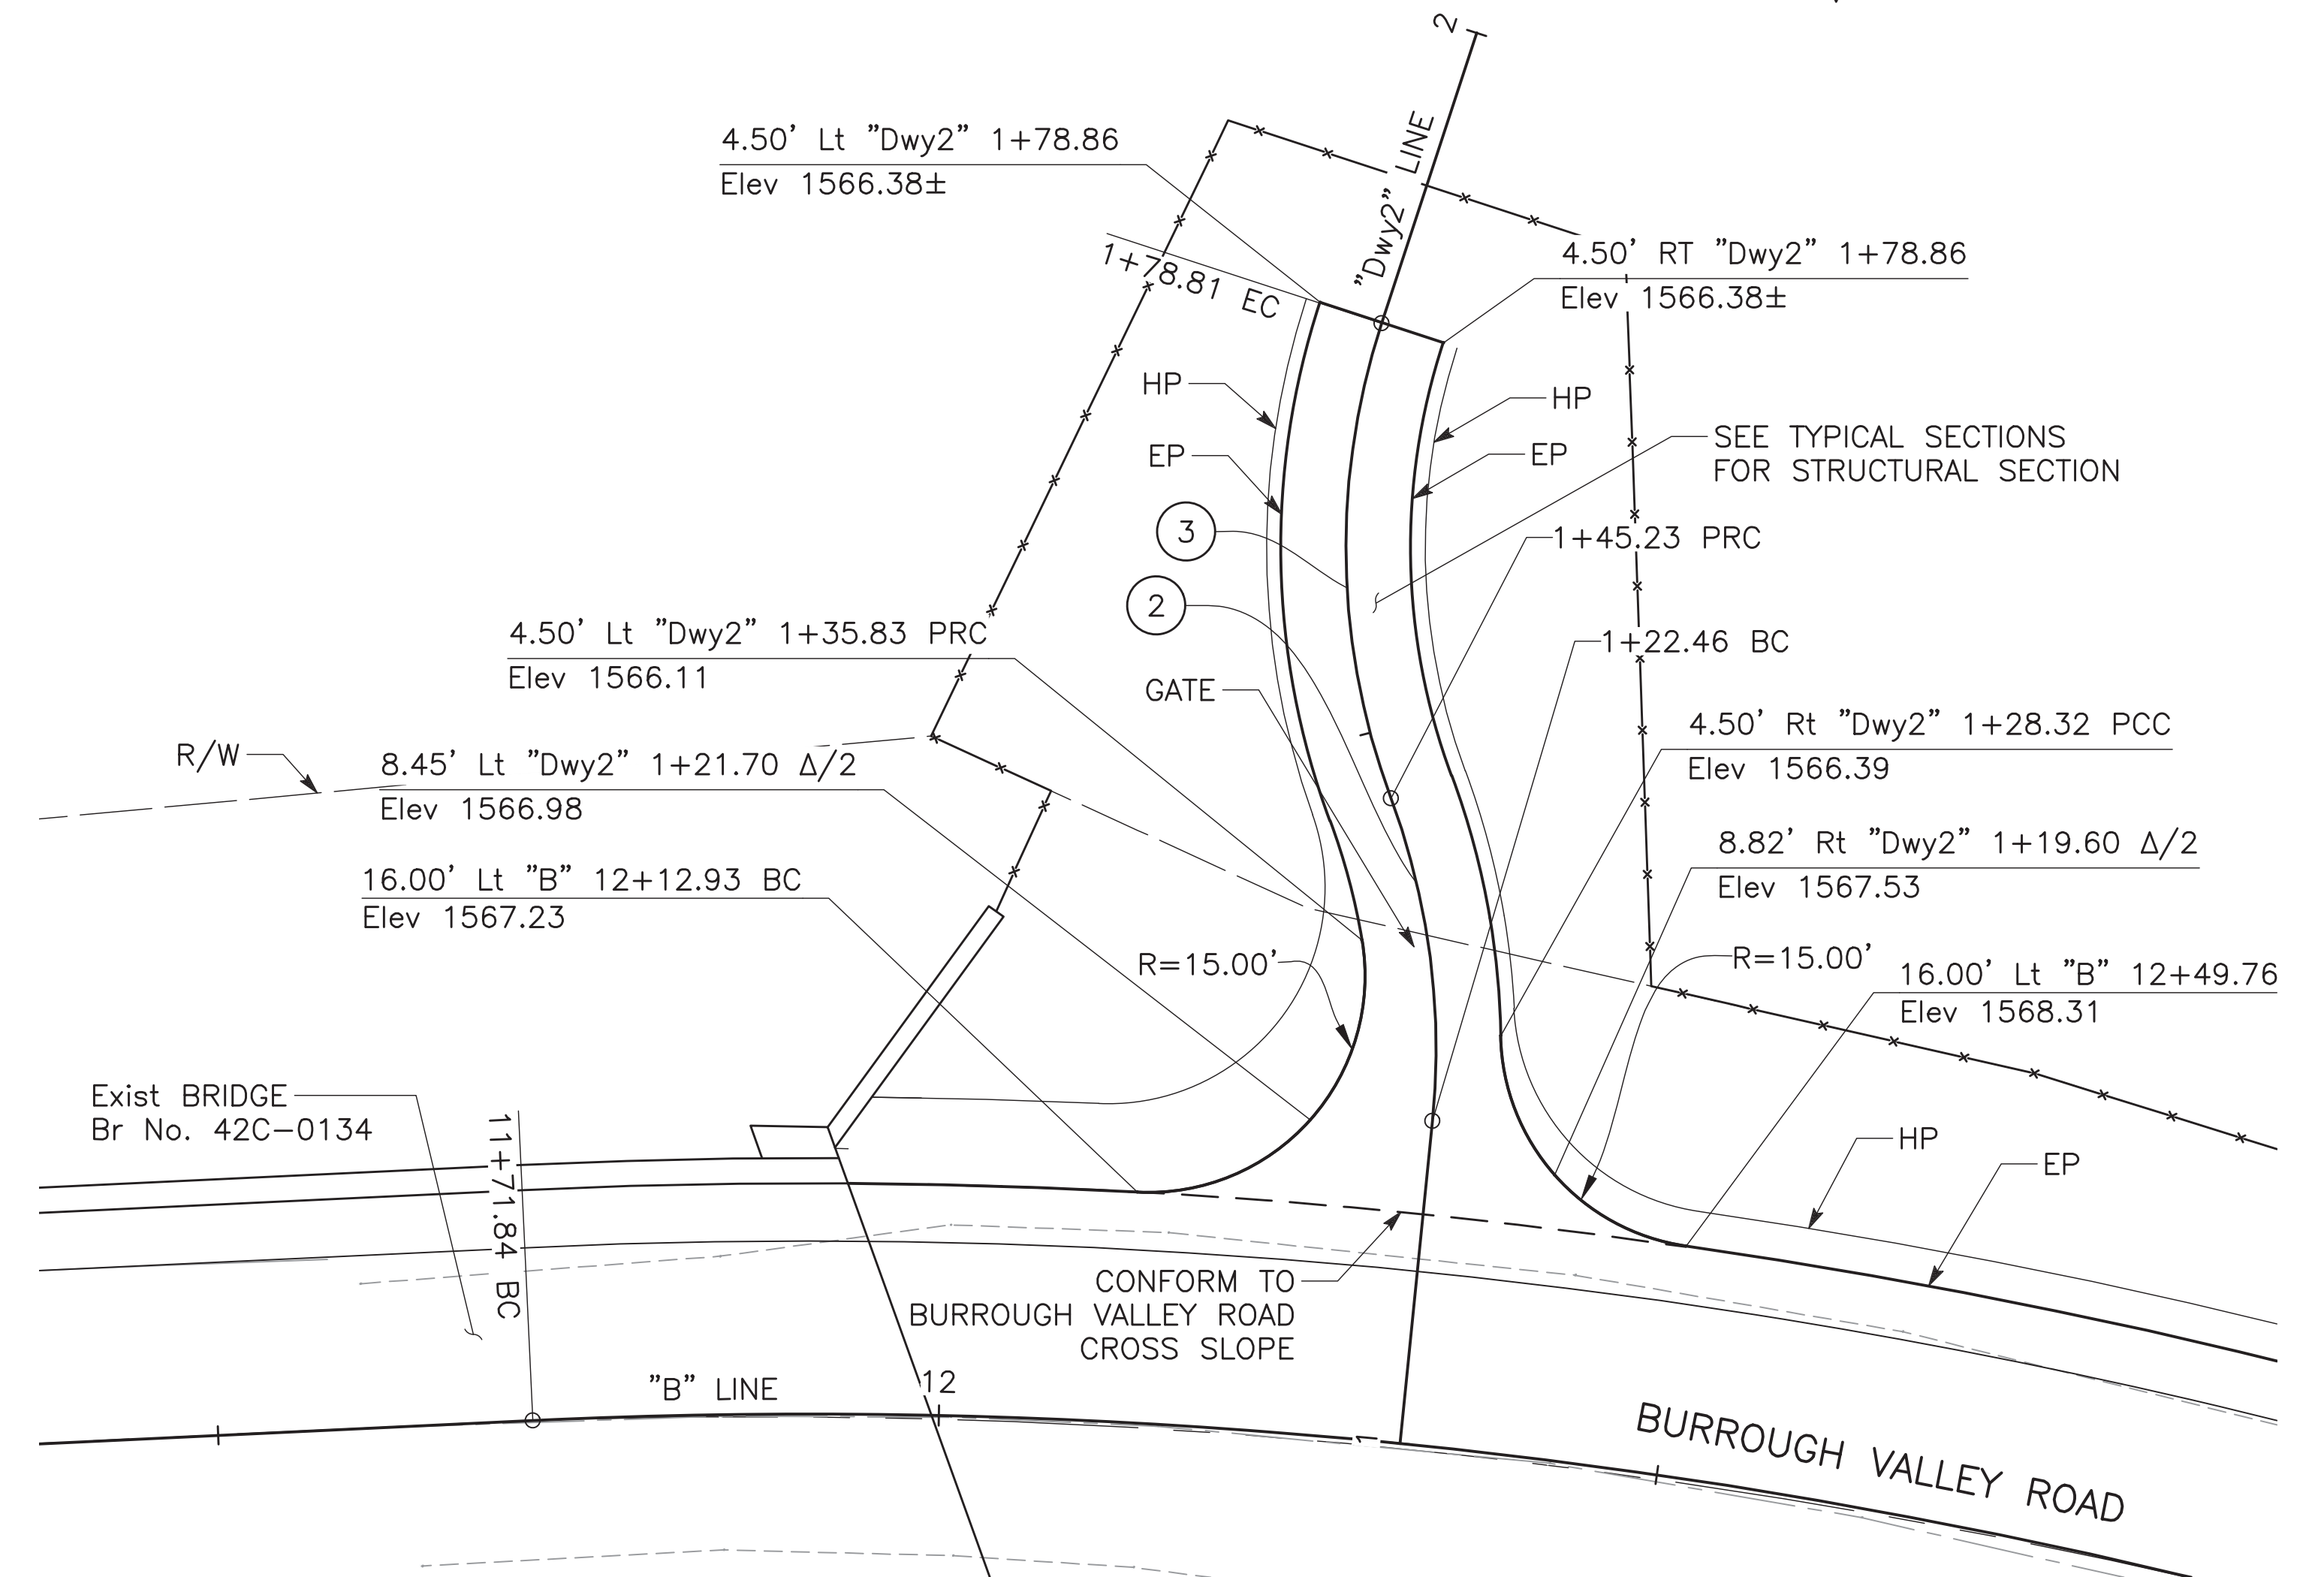 2
"Dwy2" LINE
4.50' Lt "Dwy2" 1+78.86
Elev 1566.38±
1+78.81 EC
4.50' RT "Dwy2" 1+78.86
Elev 1566.38±
HP
HP
EP
EP
SEE TYPICAL SECTIONS
FOR STRUCTURAL SECTION
3
1+45.23 PRC
2
4.50' Lt "Dwy2" 1+35.83 PRC
Elev 1566.11
1+22.46 BC
GATE
4.50' Rt "Dwy2" 1+28.32 PCC
Elev 1566.39
R/W
8.45' Lt "Dwy2" 1+21.70 Δ/2
Elev 1566.98
8.82' Rt "Dwy2" 1+19.60 Δ/2
Elev 1567.53
16.00' Lt "B" 12+12.93 BC
Elev 1567.23
R=15.00'
R=15.00'
16.00' Lt "B" 12+49.76
Elev 1568.31
Exist BRIDGE
Br No. 42C-0134
11+71.84 BC
HP
EP
CONFORM TO
BURROUGH VALLEY ROAD
CROSS SLOPE
"B" LINE
12
1
BURROUGH VALLEY ROAD